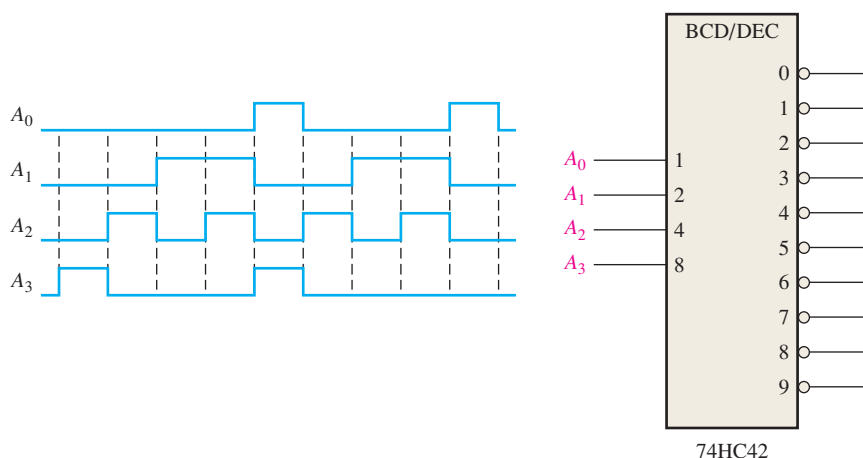 A₀
A₁
A₂
A₃
BCD/DEC
A₀ 1
A₁ 2
A₂ 4
A₃ 8
0
1
2
3
4
5
6
7
8
9
74HC42